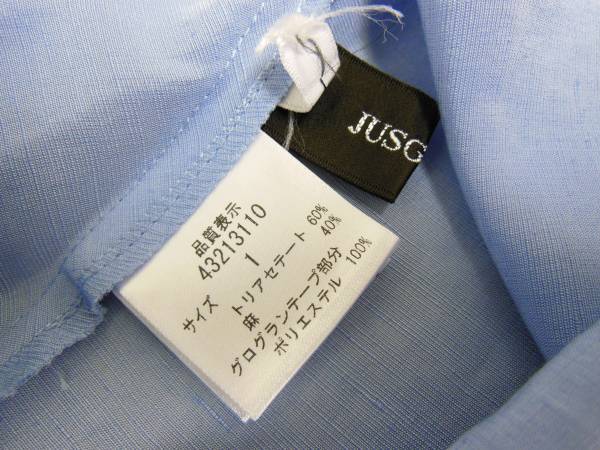 JUSG
品質表示
43213110
サイズ 1
トリアセテート 60%
麻 40%
グログランテープ部分
ポリエステル 100%